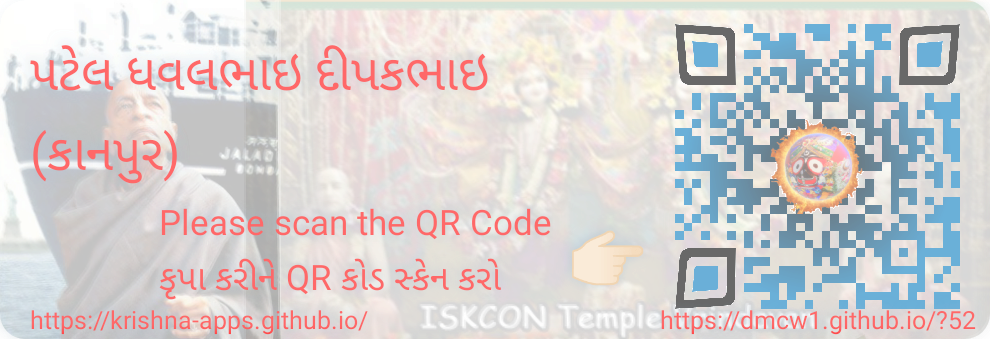 પટેલ ધવલભાઇ દીપકભાઇ
(કાનપુર)
JALAD
Please scan the QR Code
કૃપા કરીને QR કોડ સ્કેન કરો
https://krishna-apps.github.io/
ISKCON Temple
https://dmcw1.github.io/?52